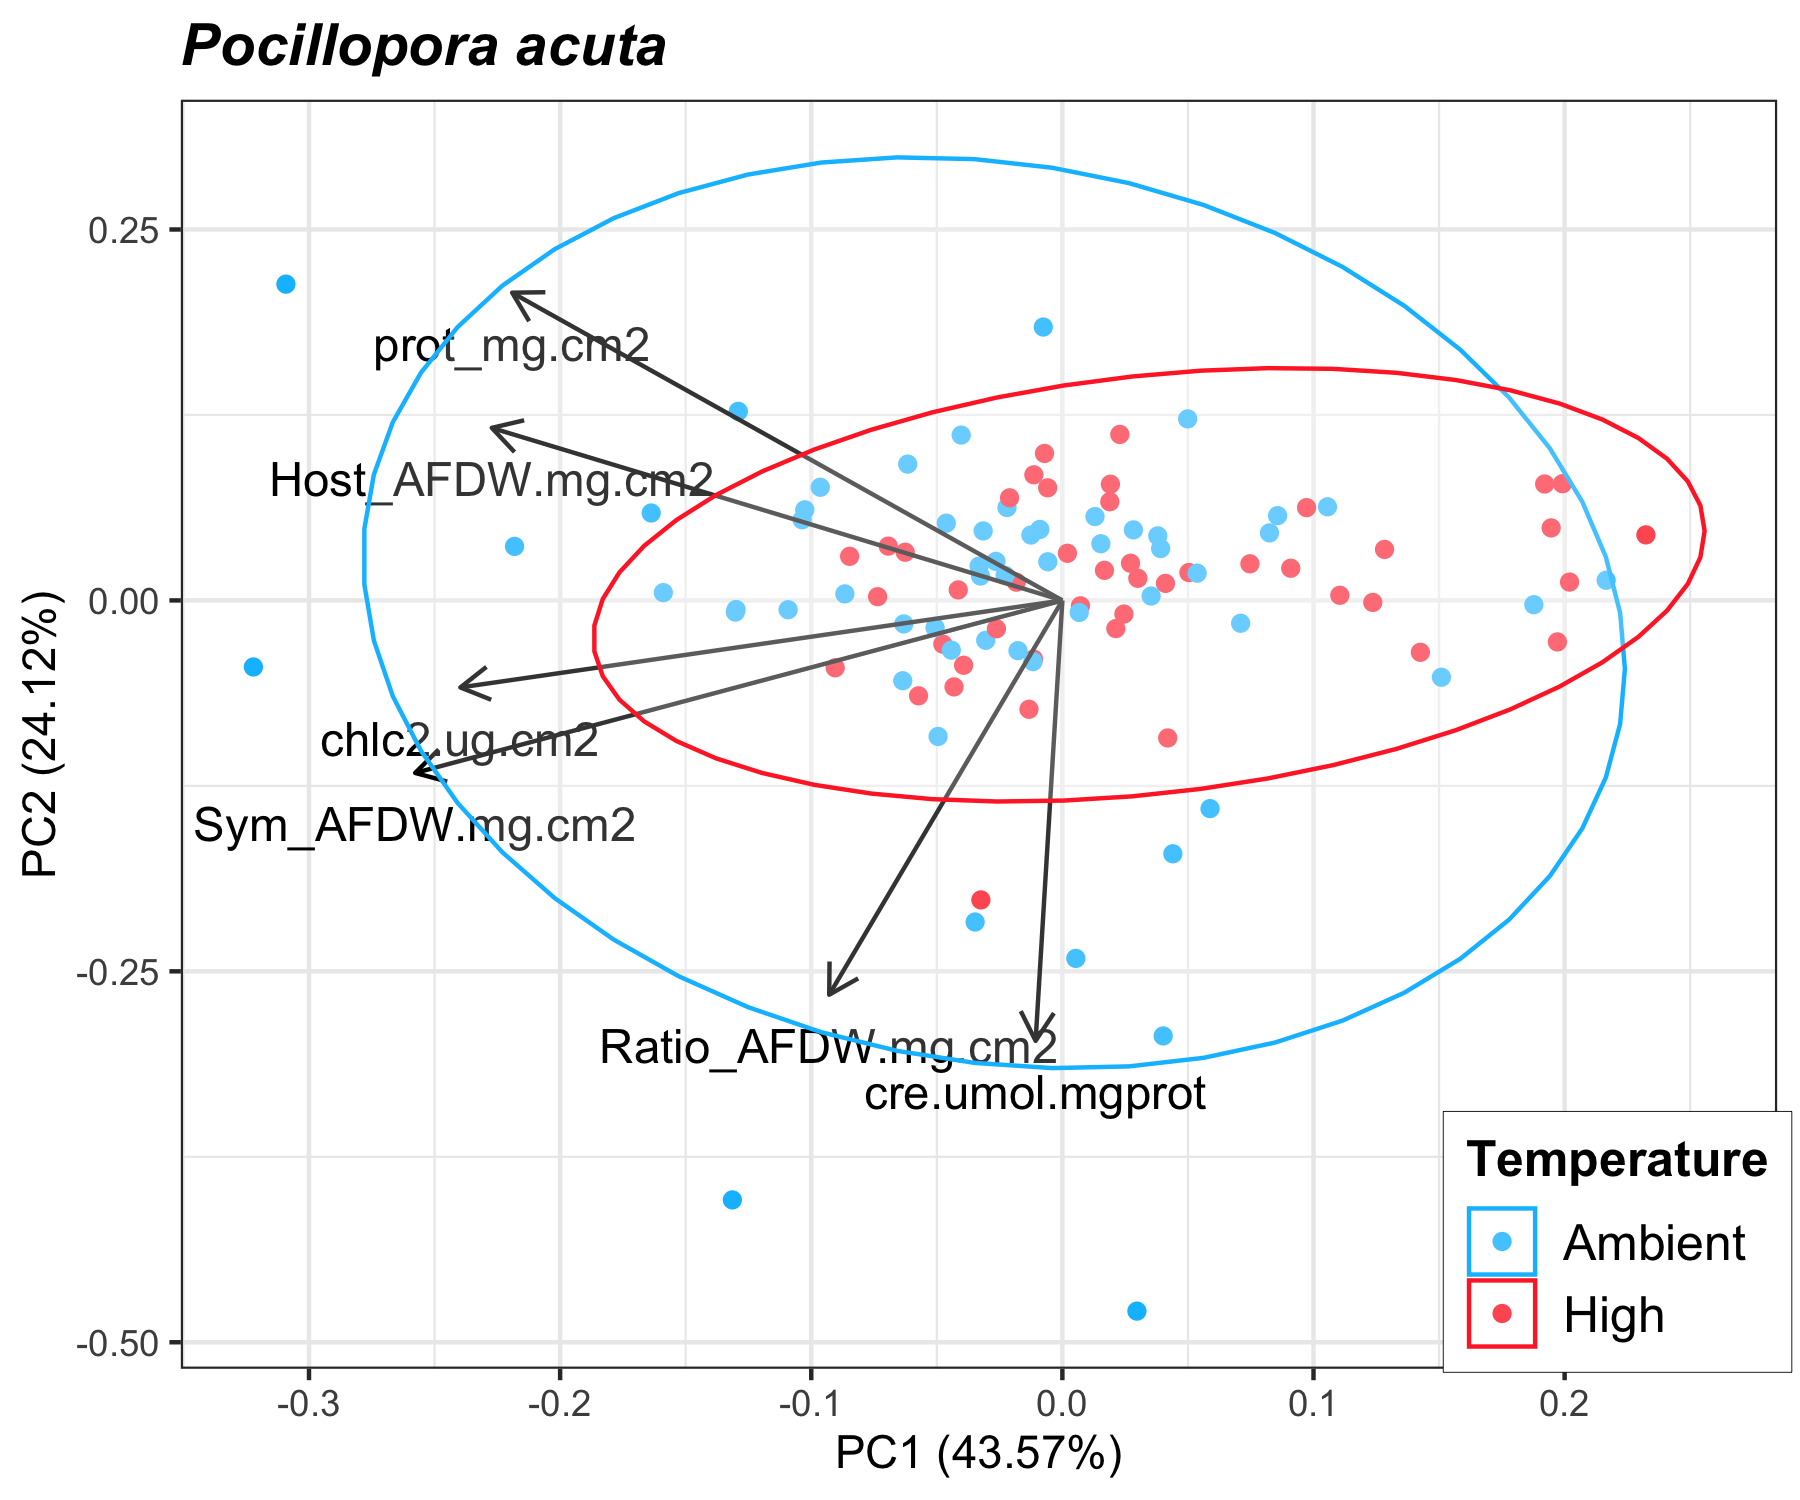 Pocillopora acuta
PC2 (24.12%)
0.25
0.00
-0.25
-0.50
prot_mg.cm2
Host_AFDW.mg.cm2
chlc2.ug.cm2
Sym_AFDW.mg.cm2
Ratio_AFDW.mg.cm2
cre.umol.mgprot
Temperature
Ambient
High
-0.3
-0.2
-0.1
0.0
0.1
0.2
PC1 (43.57%)